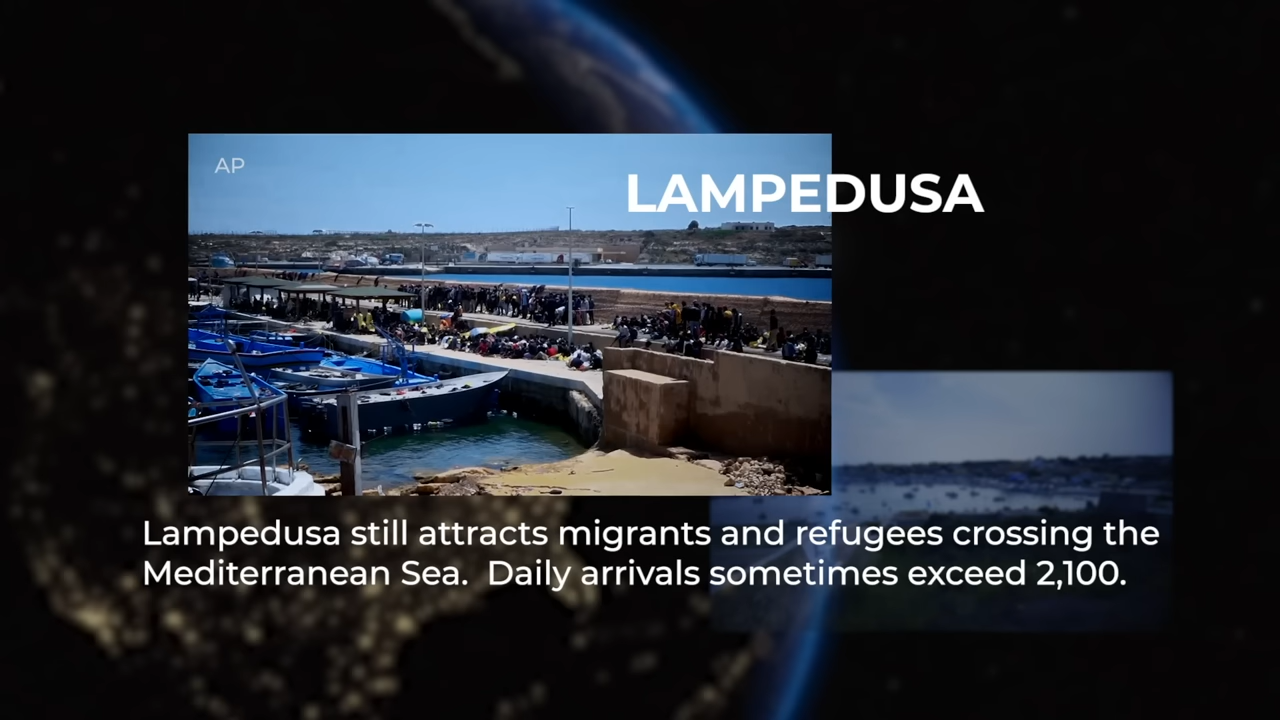 AP
LAMPEDUSA
Lampedusa still attracts migrants and refugees crossing the
Mediterranean Sea.  Daily arrivals sometimes exceed 2,100.